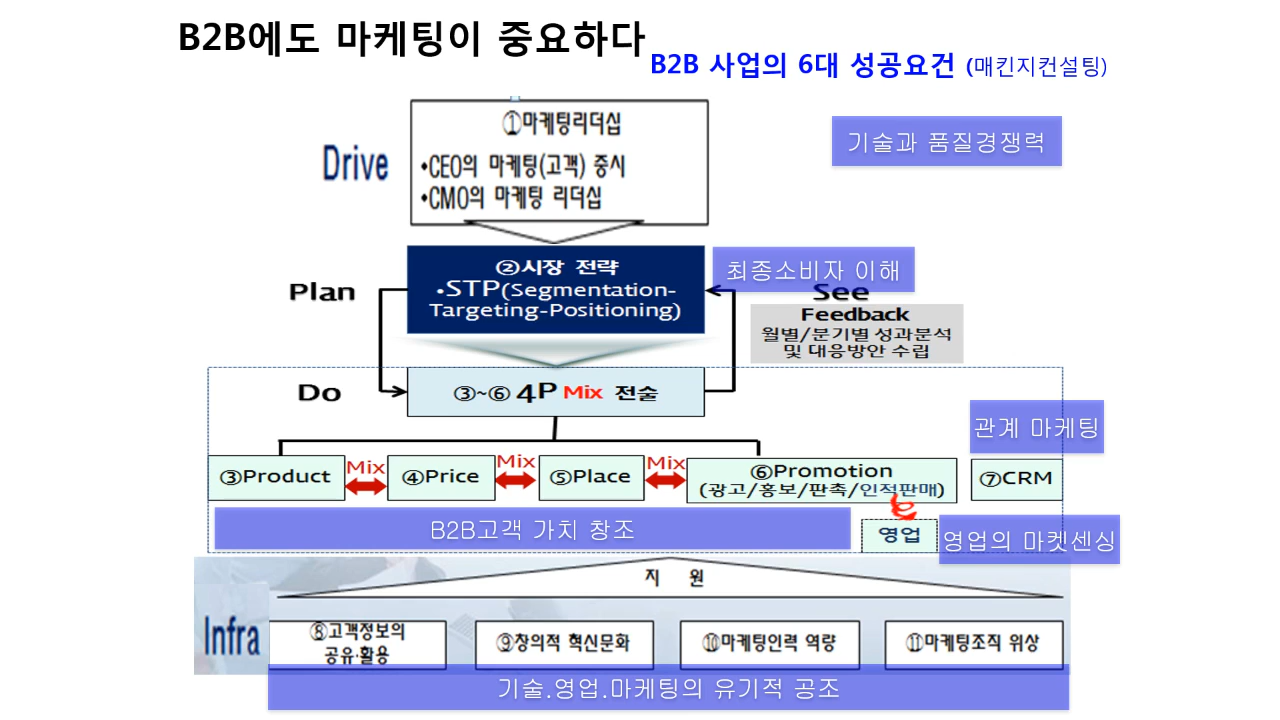 B2B에도 마케팅이 중요하다
B2B 사업의 6대 성공요건 (매킨지컨설팅)
①마케팅리더십
Drive
•CEO의 마케팅(고객) 중시
•CMO의 마케팅 리더십
기술과 품질경쟁력
②시장 전략
•STP(Segmentation-
Targeting-Positioning)
Plan
최종소비자 이해
See
Feedback
월별/분기별 성과분석
및 대응방안 수립
Do
③~⑥ 4P Mix 전술
관계 마케팅
③Product
Mix
④Price
Mix
⑤Place
Mix
⑥Promotion
(광고/홍보/판촉/인적판매)
⑦CRM
B2B고객 가치 창조
영업
영업의 마켓센싱
지 원
Infra
⑧고객정보의
공유·활용
⑨창의적 혁신문화
⑩마케팅인력 역량
⑪마케팅조직 위상
기술.영업.마케팅의 유기적 공조